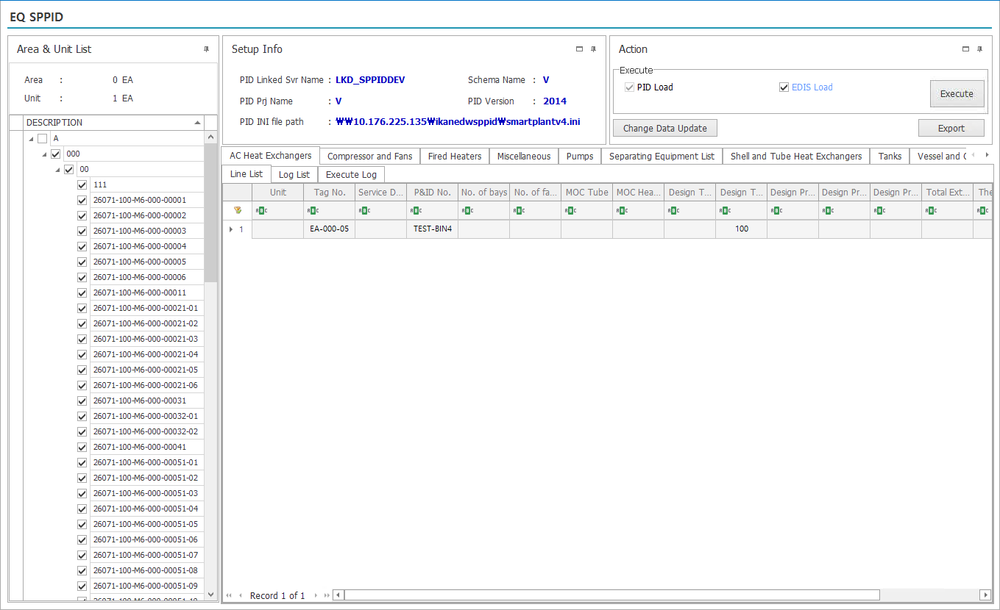 EQ SPPID
Area & Unit List
Area : 0 EA
Unit : 1 EA
DESCRIPTION
A
000
00
111
26071-100-M6-000-00001
26071-100-M6-000-00002
26071-100-M6-000-00003
26071-100-M6-000-00004
26071-100-M6-000-00005
26071-100-M6-000-00006
26071-100-M6-000-00011
26071-100-M6-000-00021-01
26071-100-M6-000-00021-02
26071-100-M6-000-00021-03
26071-100-M6-000-00021-04
26071-100-M6-000-00021-05
26071-100-M6-000-00021-06
26071-100-M6-000-00031
26071-100-M6-000-00032-01
26071-100-M6-000-00032-02
26071-100-M6-000-00041
26071-100-M6-000-00051-01
26071-100-M6-000-00051-02
26071-100-M6-000-00051-03
26071-100-M6-000-00051-04
26071-100-M6-000-00051-05
26071-100-M6-000-00051-06
26071-100-M6-000-00051-07
26071-100-M6-000-00051-08
26071-100-M6-000-00051-09
26071-100-M6-000-00051-10
Setup Info
PID Linked Svr Name : LKD_SPPIDDEV Schema Name : V
PID Prj Name : V PID Version : 2014
PID INI file path : ₩₩10.176.225.135₩ikanedwsppid₩smartplantv4.ini
Action
Execute
PID Load EDIS Load Execute
Change Data Update Export
AC Heat Exchangers Compressor and Fans Fired Heaters Miscellaneous Pumps Separating Equipment List Shell and Tube Heat Exchangers Tanks Vessel and C
Line List Log List Execute Log
Unit Tag No. Service D... P&ID No. No. of bays No. of fa... MOC Tube MOC Hea... Design T... Design T... Design Pr... Design Pr... Design Pr... Total Ext... The
1 EA-000-05 TEST-BIN4 100
Record 1 of 1